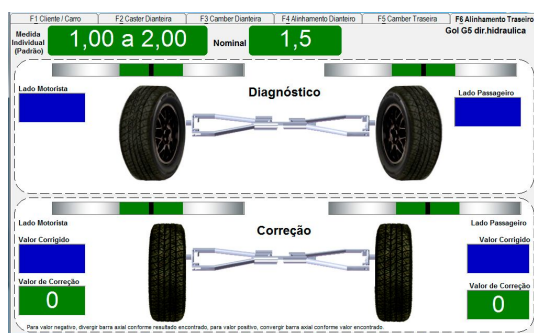 F1 Cliente / Carro F2 Caster Dianteira F3 Camber Dianteira F4 Alinhamento Dianteiro F5 Camber Traseira F6 Alinhamento Traseiro
Medida Individual (Padrão) 1,00 a 2,00 Nominal 1,5 Gol G5 dir.hidraulica
Diagnóstico
Lado Motorista Lado Passageiro
Correção
Lado Motorista Lado Passageiro
Valor Corrigido Valor Corrigido
Valor de Correção Valor de Correção
0 0
Para valor negativo, divergir barra axial conforme resultado encontrado, para valor positivo, convergir barra axial conforme valor encontrado.